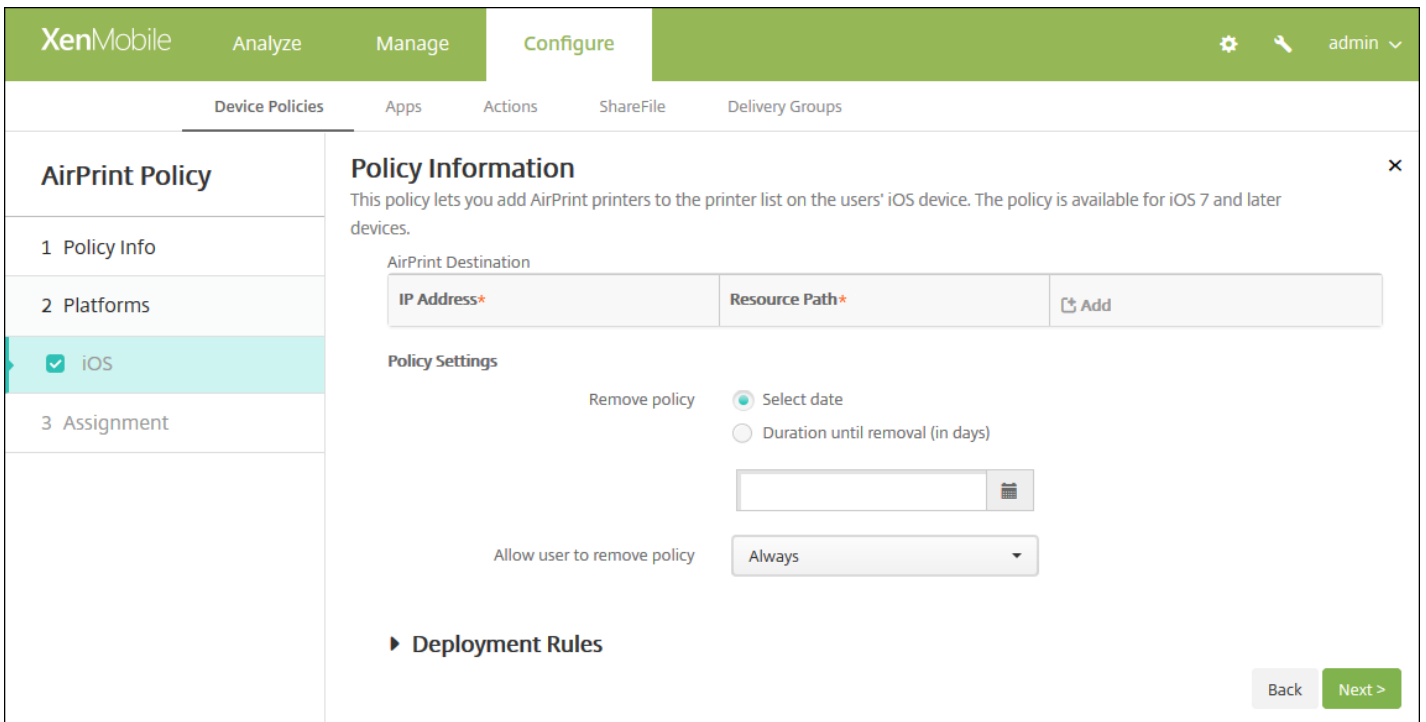 XenMobile Analyze Manage Configure admin
Device Policies Apps Actions ShareFile Delivery Groups
AirPrint Policy
1 Policy Info
2 Platforms
iOS
3 Assignment
Policy Information
This policy lets you add AirPrint printers to the printer list on the users' iOS device. The policy is available for iOS 7 and later
devices.
AirPrint Destination
IP Address* Resource Path* Add
Policy Settings
Remove policy Select date
Duration until removal (in days)
Allow user to remove policy Always
Deployment Rules
Back Next >